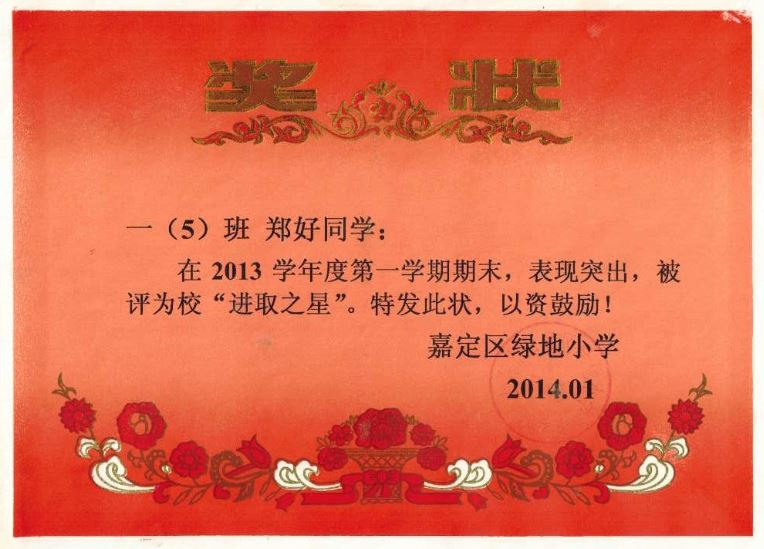 奖状
一（5）班 郑好同学：
在 2013 学年度第一学期期末，表现突出，被
评为校“进取之星”。特发此状，以资鼓励！
嘉定区绿地小学
2014.01